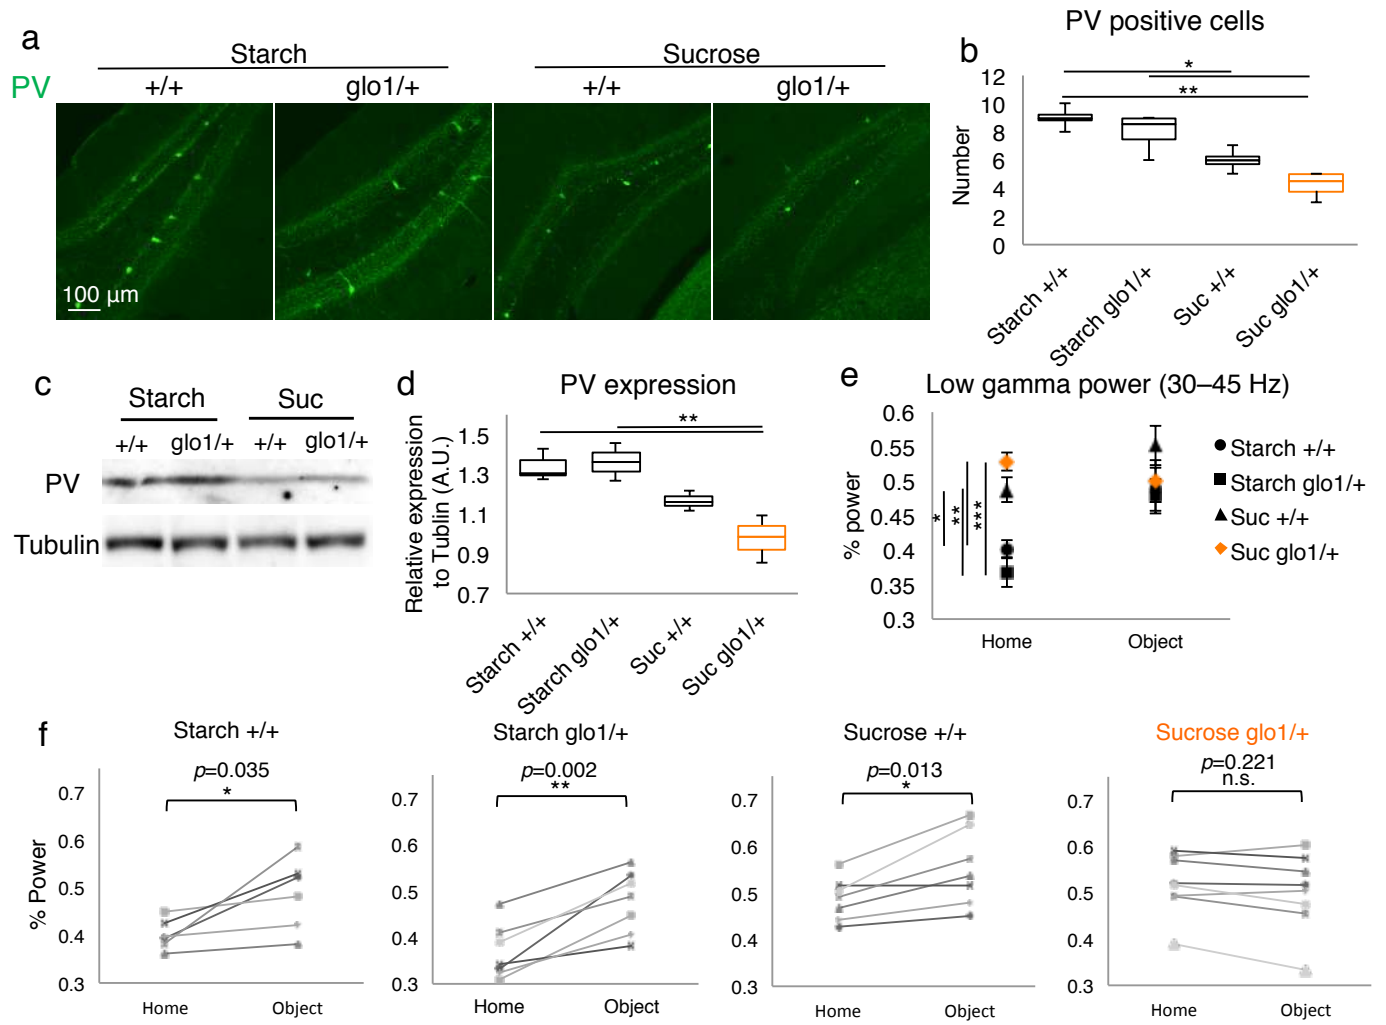 a
Starch
Sucrose
PV
+/+
glo1/+
+/+
glo1/+
100 µm
b
PV positive cells
*
**
Number
12
10
8
6
4
2
0
Starch +/+
Starch glo1/+
Suc +/+
Suc glo1/+
c
Starch
Suc
+/+
glo1/+
+/+
glo1/+
PV
Tubulin
d
PV expression
**
Relative expression
to Tublin (A.U.)
1.5
1.3
1.1
0.9
0.7
Starch +/+
Starch glo1/+
Suc +/+
Suc glo1/+
e
Low gamma power (30–45 Hz)
% power
0.6
0.55
0.5
0.45
0.4
0.35
0.3
*
**
***
Home
Object
Starch +/+
Starch glo1/+
Suc +/+
Suc glo1/+
f
Starch +/+
p=0.035
*
% Power
0.7
0.6
0.5
0.4
0.3
Home
Object
Starch glo1/+
p=0.002
**
0.7
0.6
0.5
0.4
0.3
Home
Object
Sucrose +/+
p=0.013
*
0.7
0.6
0.5
0.4
0.3
Home
Object
Sucrose glo1/+
p=0.221
n.s.
0.7
0.6
0.5
0.4
0.3
Home
Object